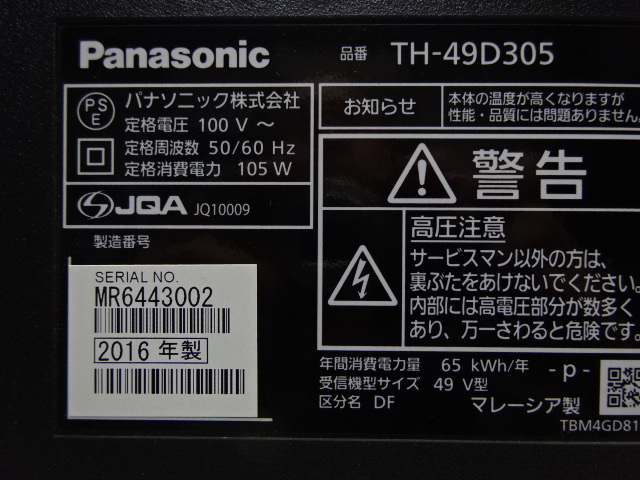 Panasonic
品番 TH-49D305
PS
E
パナソニック株式会社
定格電圧 100 V ～
定格周波数 50/60 Hz
定格消費電力 105 W
JQA JQ10009
お知らせ
本体の温度が高くなりますが
性能・品質には問題ありません。
警告
高圧注意
サービスマン以外の方は、
裏ぶたをあけないでください。
内部には高電圧部分が数多く
あり、万一さわると危険です。
製造番号
SERIAL NO.
MR6443002
2016 年製
年間消費電力量 65 kWh/年
受信機型サイズ 49 V型
区分名 DF
- p -
マレーシア製
TBM4GD81